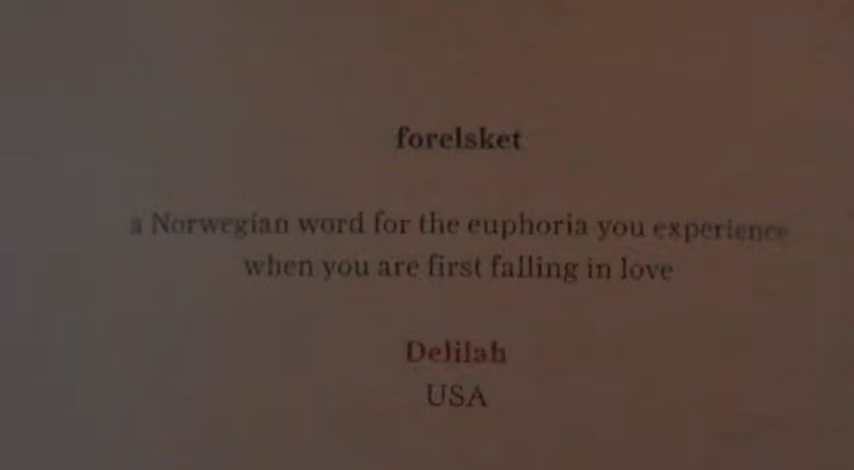 forelsket
a Norwegian word for the euphoria you experience
when you are first falling in love
Delilah
USA